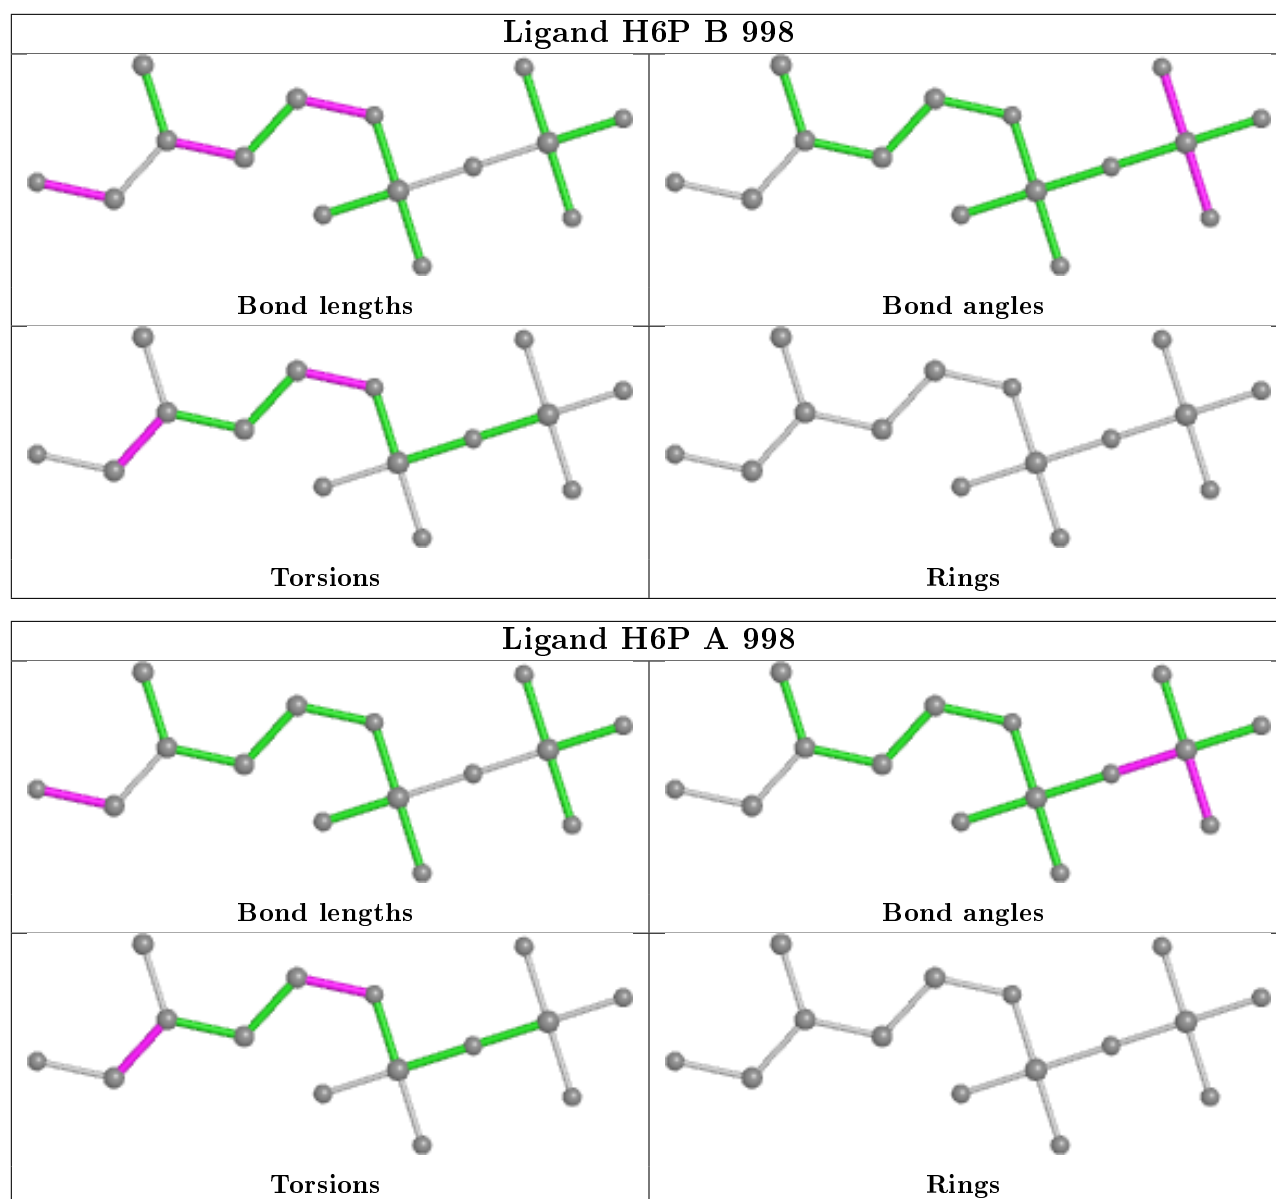 Ligand H6P B 998
Bond lengths
Bond angles
Torsions
Rings
Ligand H6P A 998
Bond lengths
Bond angles
Torsions
Rings